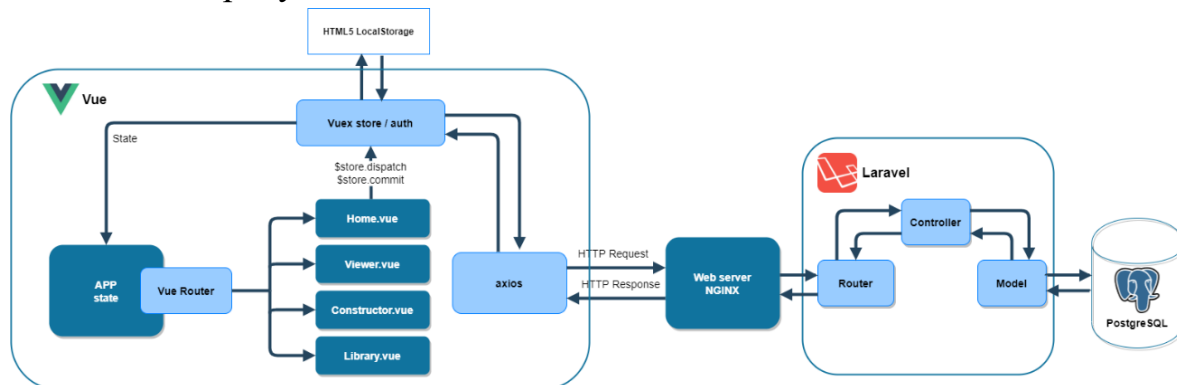 HTML5 LocalStorage
Vue
Vuex store / auth
State
$store.dispatch
$store.commit
Home.vue
Viewer.vue
Constructor.vue
Library.vue
APP
state
Vue Router
axios
HTTP Request
HTTP Response
Web server
NGINX
Laravel
Controller
Router
Model
PostgreSQL